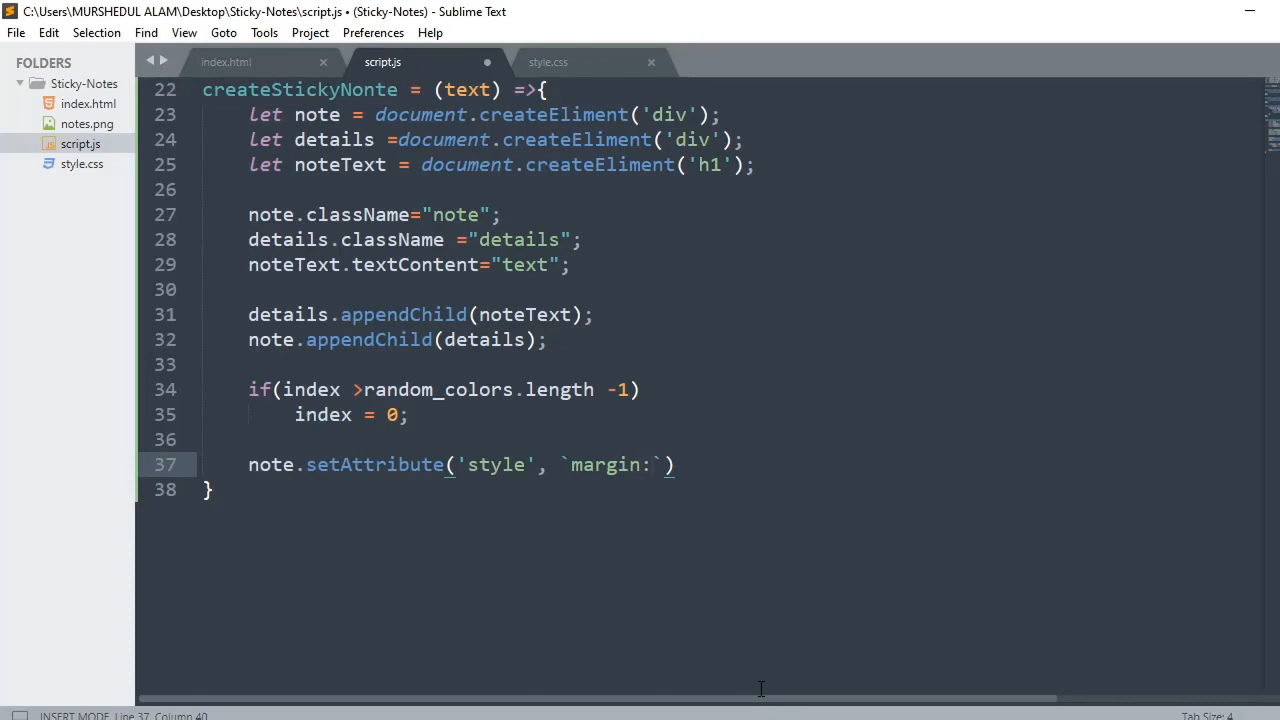 C:\Users\MURSHEDUL ALAM\Desktop\Sticky-Notes\script.js • (Sticky-Notes) - Sublime Text
File Edit Selection Find View Goto Tools Project Preferences Help
FOLDERS
Sticky-Notes
index.html
notes.png
script.js
style.css
index.html script.js style.css
22 createStickyNonte = (text) =>{
23 let note = document.createEliment('div');
24 let details =document.createEliment('div');
25 let noteText = document.createEliment('h1');
26
27 note.className="note";
28 details.className ="details";
29 noteText.textContent="text";
30
31 details.appendChild(noteText);
32 note.appendChild(details);
33
34 if(index >random_colors.length -1)
35 index = 0;
36
37 note.setAttribute('style', `margin:`)
38 }
INSERT MODE, Line 37, Column 40 Tab Size: 4